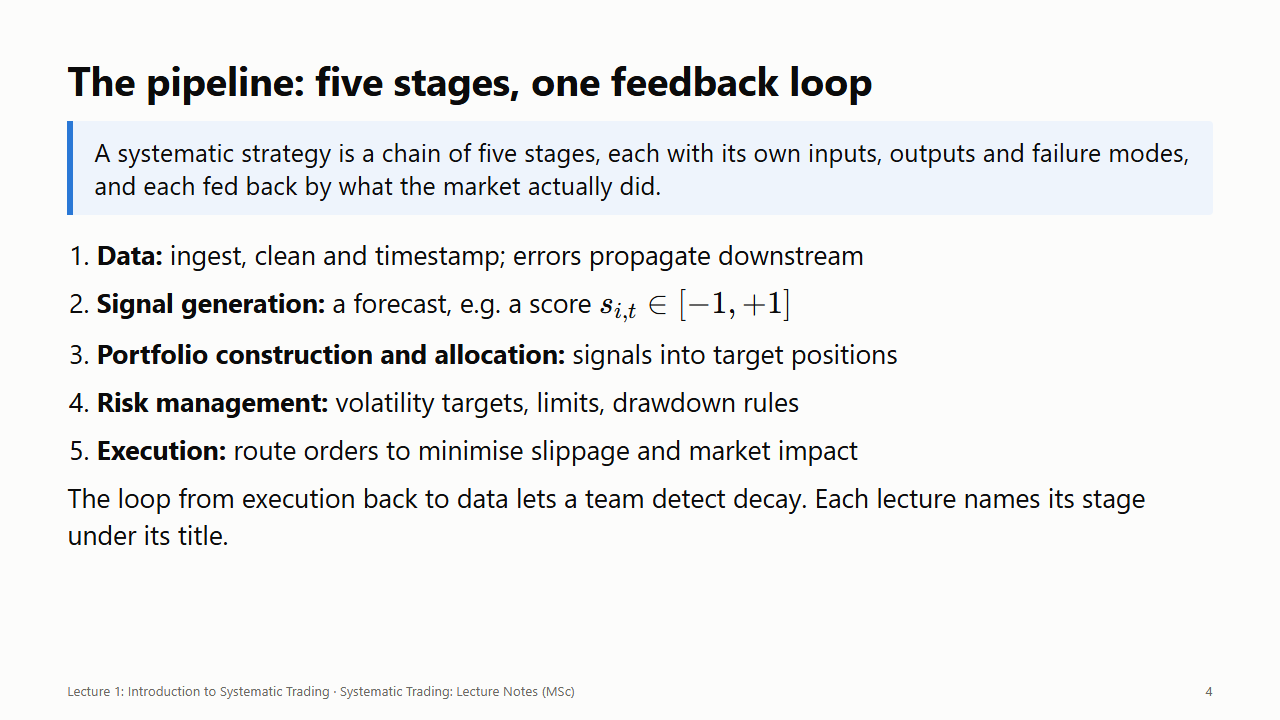 The pipeline: five stages, one feedback loop
A systematic strategy is a chain of five stages, each with its own inputs, outputs and failure modes,
and each fed back by what the market actually did.
1. Data: ingest, clean and timestamp; errors propagate downstream
2. Signal generation: a forecast, e.g. a score $s_{i,t} \in [-1, +1]$
3. Portfolio construction and allocation: signals into target positions
4. Risk management: volatility targets, limits, drawdown rules
5. Execution: route orders to minimise slippage and market impact
The loop from execution back to data lets a team detect decay. Each lecture names its stage
under its title.
Lecture 1: Introduction to Systematic Trading · Systematic Trading: Lecture Notes (MSc)
4